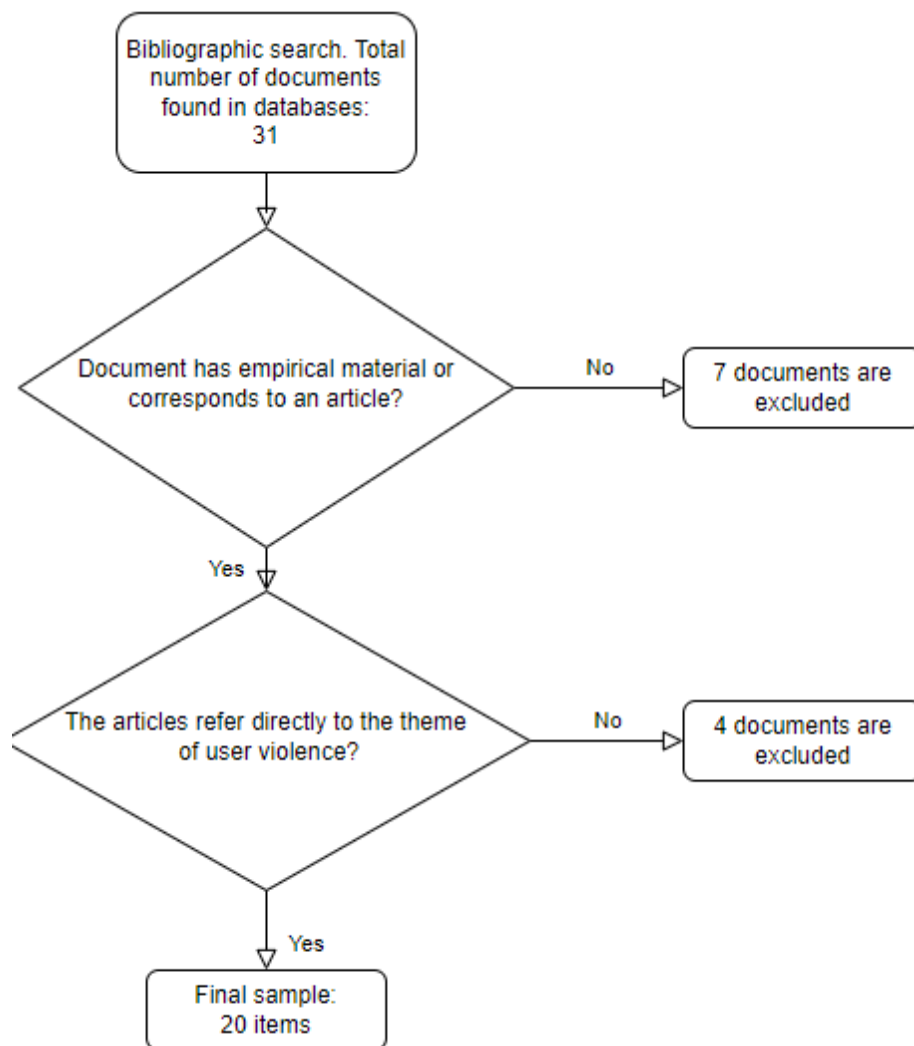 Bibliographic search. Total
number of documents
found in databases:
31
Document has empirical material or
corresponds to an article?
No
7 documents are
excluded
Yes
The articles refer directly to the theme
of user violence?
No
4 documents are
excluded
Yes
Final sample:
20 items